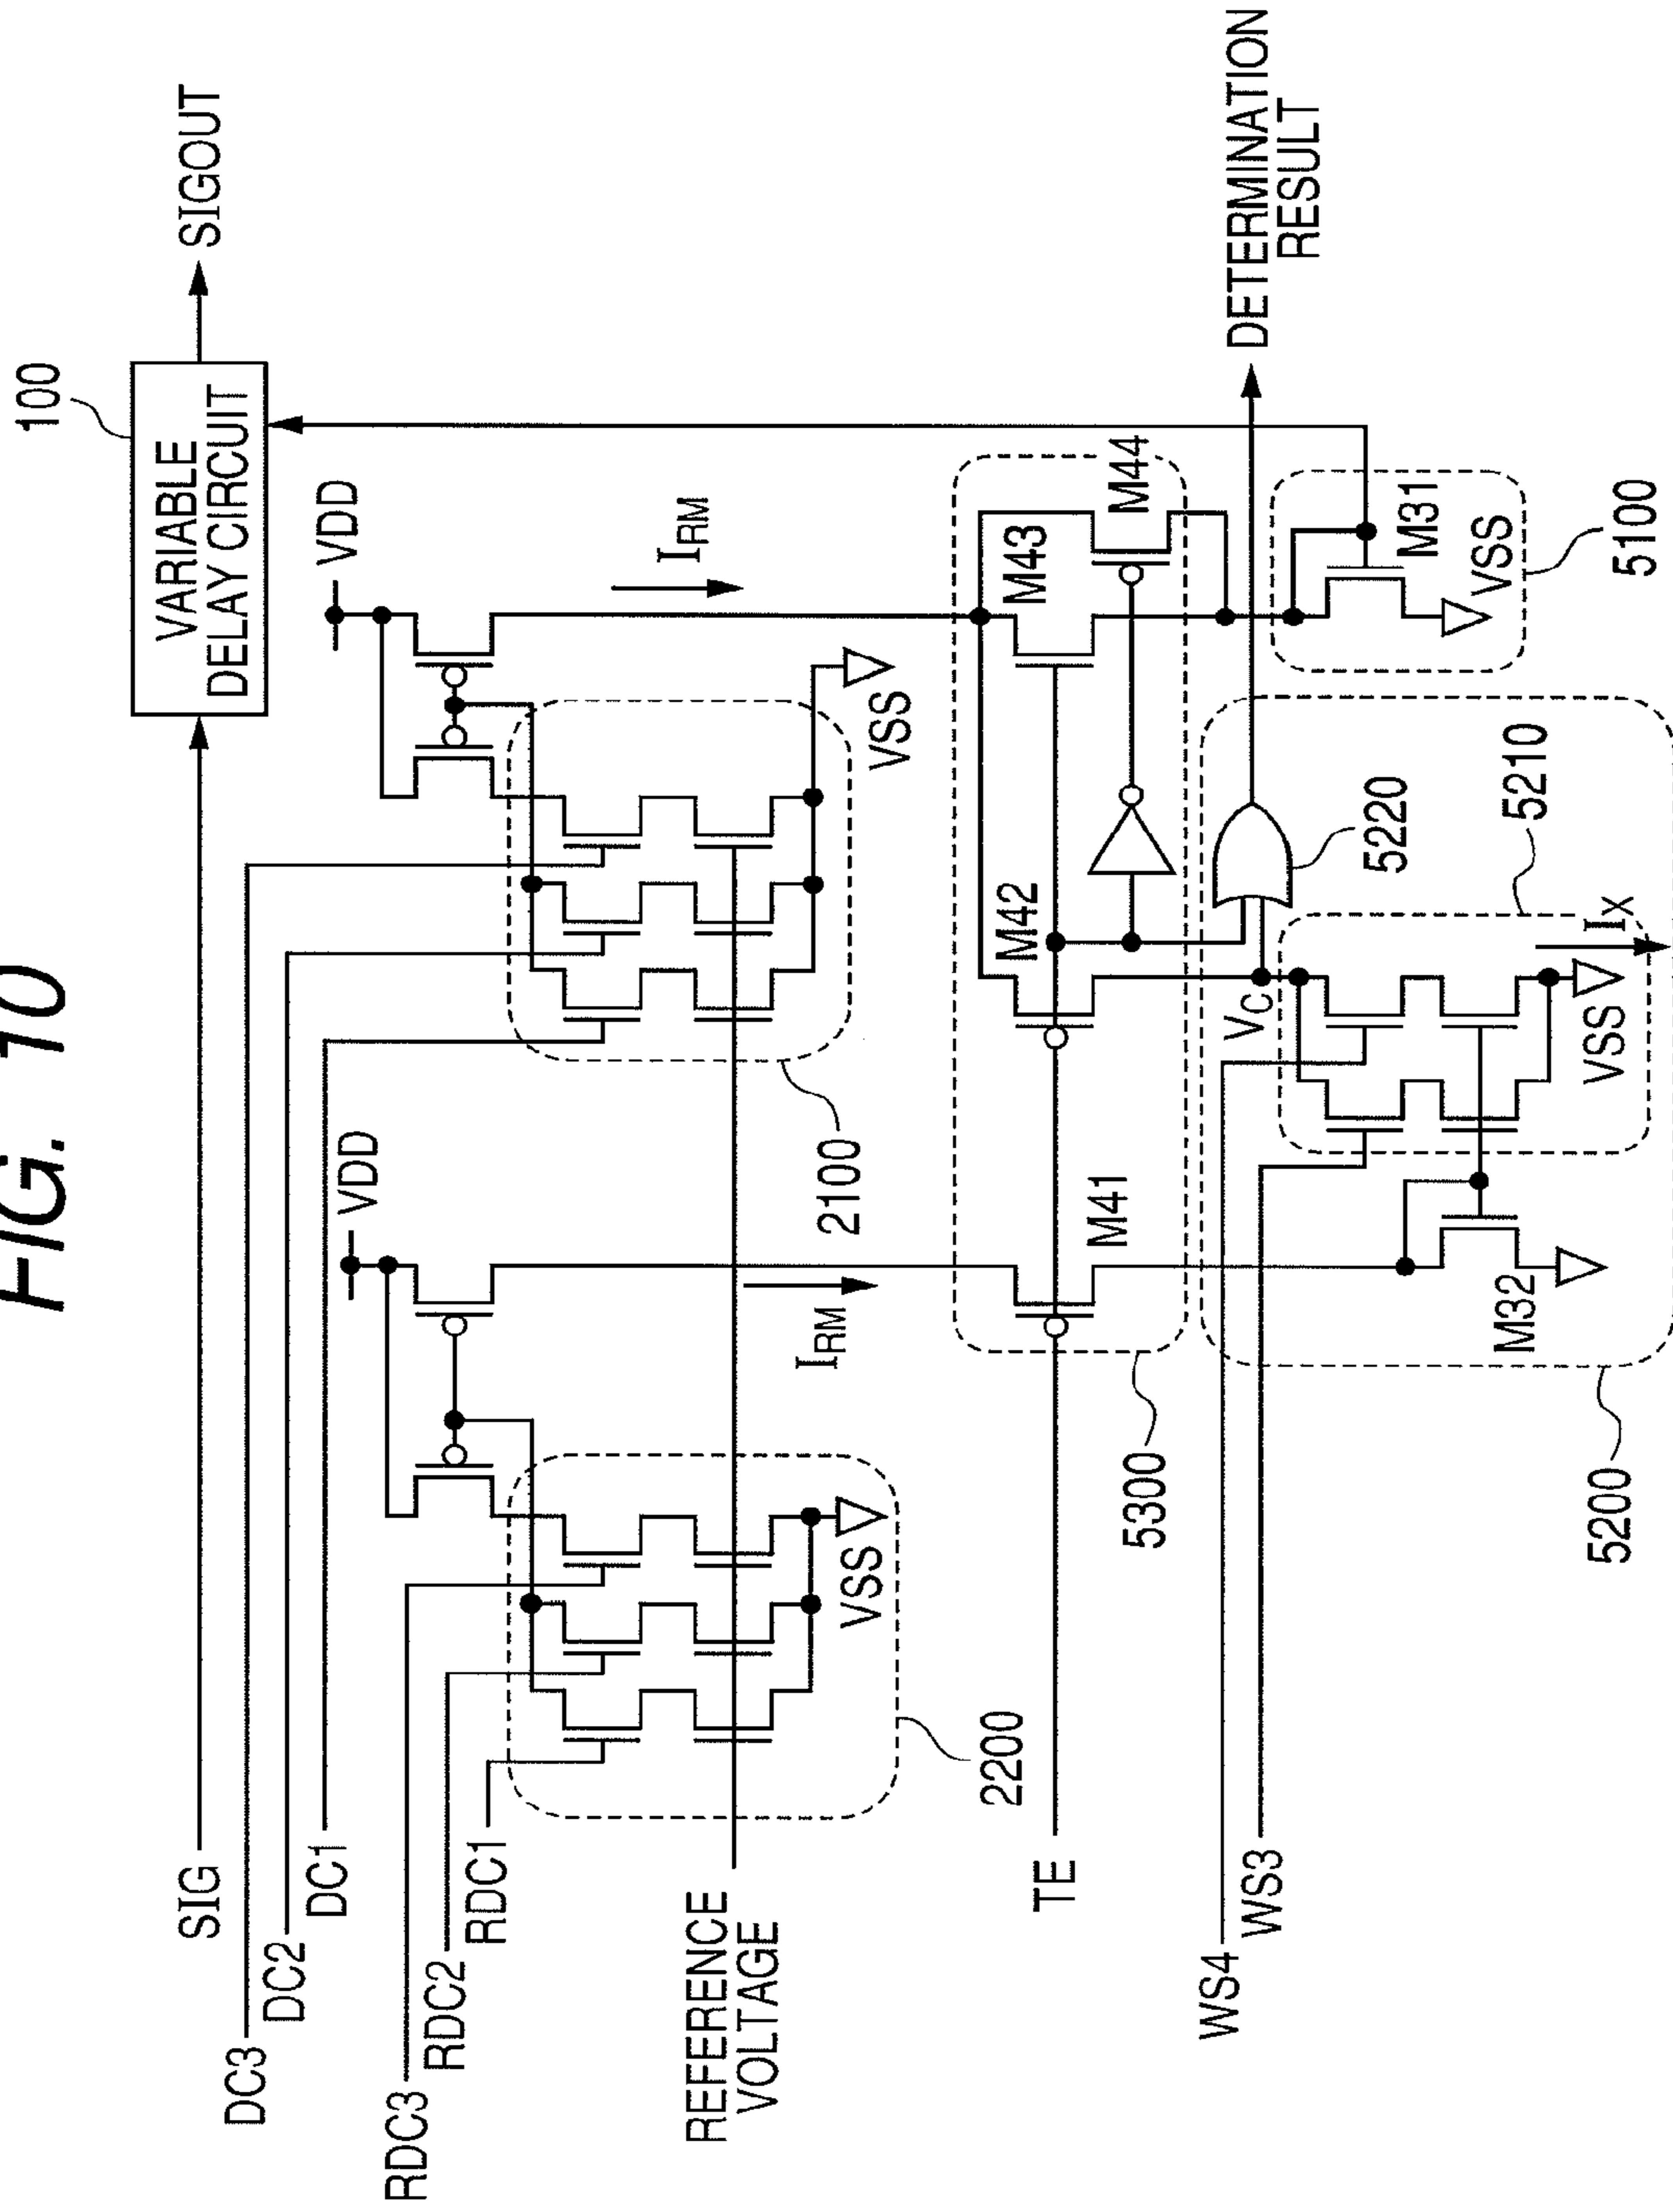 FIG. 10
100
VARIABLE
DELAY CIRCUIT
SIGOUT
SIG
DC3
DC2
DC1
RDC3
RDC2
RDC1
VDD
VDD
IRM
IRM
2200
VSS
2100
VSS
REFERENCE
VOLTAGE
TE
5300
M41
M42
M43
M44
WS4
WS3
VC
5220
5210
IX
VSS
M32
5200
M31
VSS
5100
DETERMINATION
RESULT